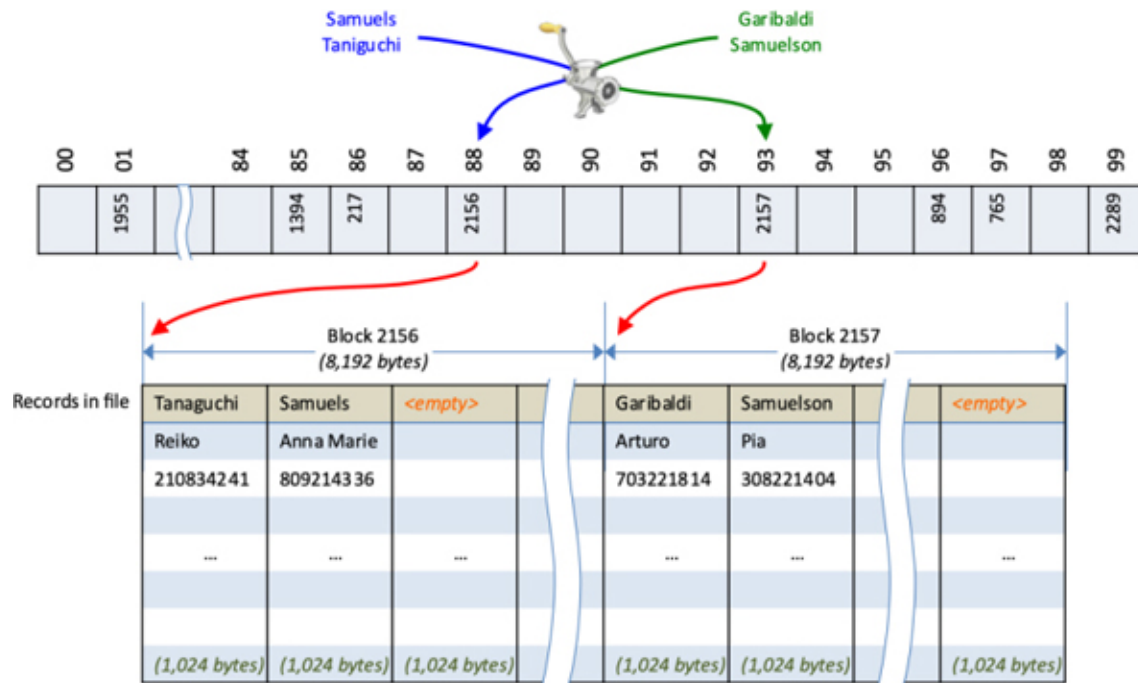 Samuels
Taniguchi
Garibaldi
Samuelson
00 01 84 85 86 87 88 89 90 91 92 93 94 95 96 97 98 99
1955 1394 217 2156 2157 894 765 2289
Block 2156 Block 2157
(8,192 bytes) (8,192 bytes)
Records in file Tanaguchi Samuels <empty> Garibaldi Samuelson <empty>
Reiko Anna Marie Arturo Pia
210834241 809214336 703221814 308221404
... ... ... ... ... ...
(1,024 bytes) (1,024 bytes) (1,024 bytes) (1,024 bytes) (1,024 bytes) (1,024 bytes)